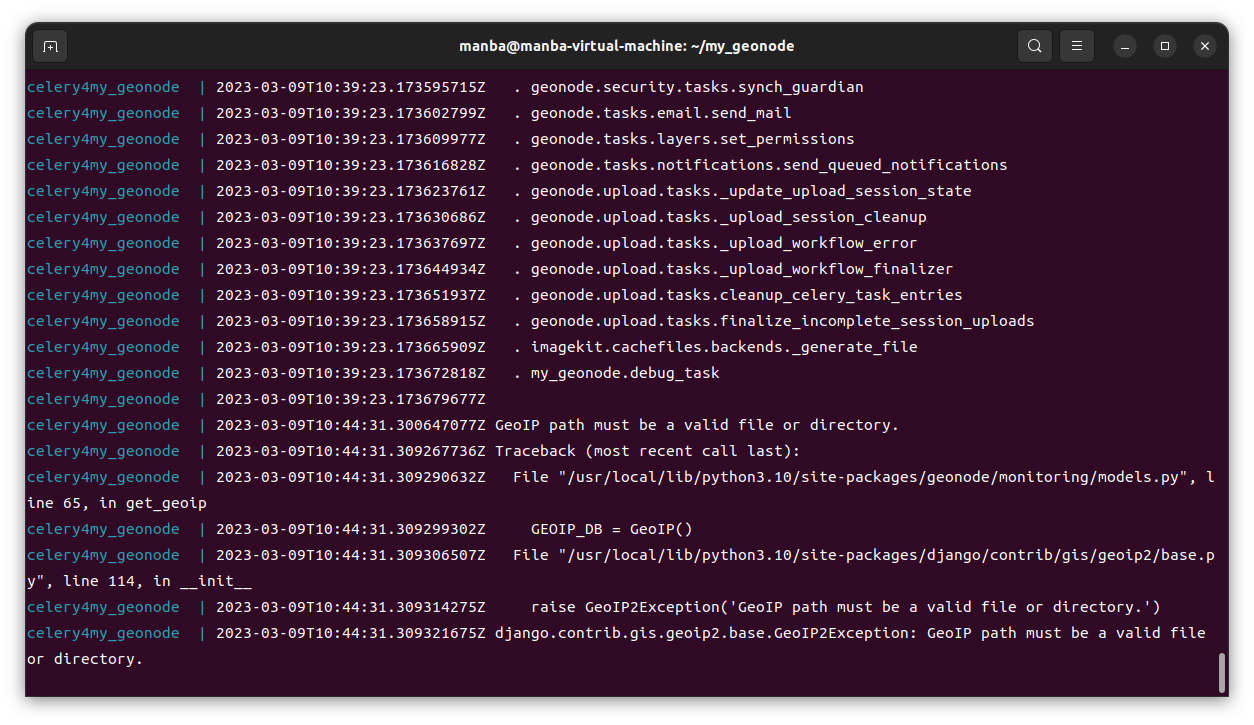 manba@manba-virtual-machine: ~/my_geonode
celery4my_geonode  | 2023-03-09T10:39:23.173595715Z   . geonode.security.tasks.synch_guardian
celery4my_geonode  | 2023-03-09T10:39:23.173602799Z   . geonode.tasks.email.send_mail
celery4my_geonode  | 2023-03-09T10:39:23.173609977Z   . geonode.tasks.layers.set_permissions
celery4my_geonode  | 2023-03-09T10:39:23.173616828Z   . geonode.tasks.notifications.send_queued_notifications
celery4my_geonode  | 2023-03-09T10:39:23.173623761Z   . geonode.upload.tasks._update_upload_session_state
celery4my_geonode  | 2023-03-09T10:39:23.173630686Z   . geonode.upload.tasks._upload_session_cleanup
celery4my_geonode  | 2023-03-09T10:39:23.173637697Z   . geonode.upload.tasks._upload_workflow_error
celery4my_geonode  | 2023-03-09T10:39:23.173644934Z   . geonode.upload.tasks._upload_workflow_finalizer
celery4my_geonode  | 2023-03-09T10:39:23.173651937Z   . geonode.upload.tasks.cleanup_celery_task_entries
celery4my_geonode  | 2023-03-09T10:39:23.173658915Z   . geonode.upload.tasks.finalize_incomplete_session_uploads
celery4my_geonode  | 2023-03-09T10:39:23.173665909Z   . imagekit.cachefiles.backends._generate_file
celery4my_geonode  | 2023-03-09T10:39:23.173672818Z   . my_geonode.debug_task
celery4my_geonode  | 2023-03-09T10:39:23.173679677Z
celery4my_geonode  | 2023-03-09T10:44:31.300647077Z GeoIP path must be a valid file or directory.
celery4my_geonode  | 2023-03-09T10:44:31.309267736Z Traceback (most recent call last):
celery4my_geonode  | 2023-03-09T10:44:31.309290632Z   File "/usr/local/lib/python3.10/site-packages/geonode/monitoring/models.py", l
ine 65, in get_geoip
celery4my_geonode  | 2023-03-09T10:44:31.309299302Z     GEOIP_DB = GeoIP()
celery4my_geonode  | 2023-03-09T10:44:31.309306507Z   File "/usr/local/lib/python3.10/site-packages/django/contrib/gis/geoip2/base.p
y", line 114, in __init__
celery4my_geonode  | 2023-03-09T10:44:31.309314275Z     raise GeoIP2Exception('GeoIP path must be a valid file or directory.')
celery4my_geonode  | 2023-03-09T10:44:31.309321675Z django.contrib.gis.geoip2.base.GeoIP2Exception: GeoIP path must be a valid file
or directory.